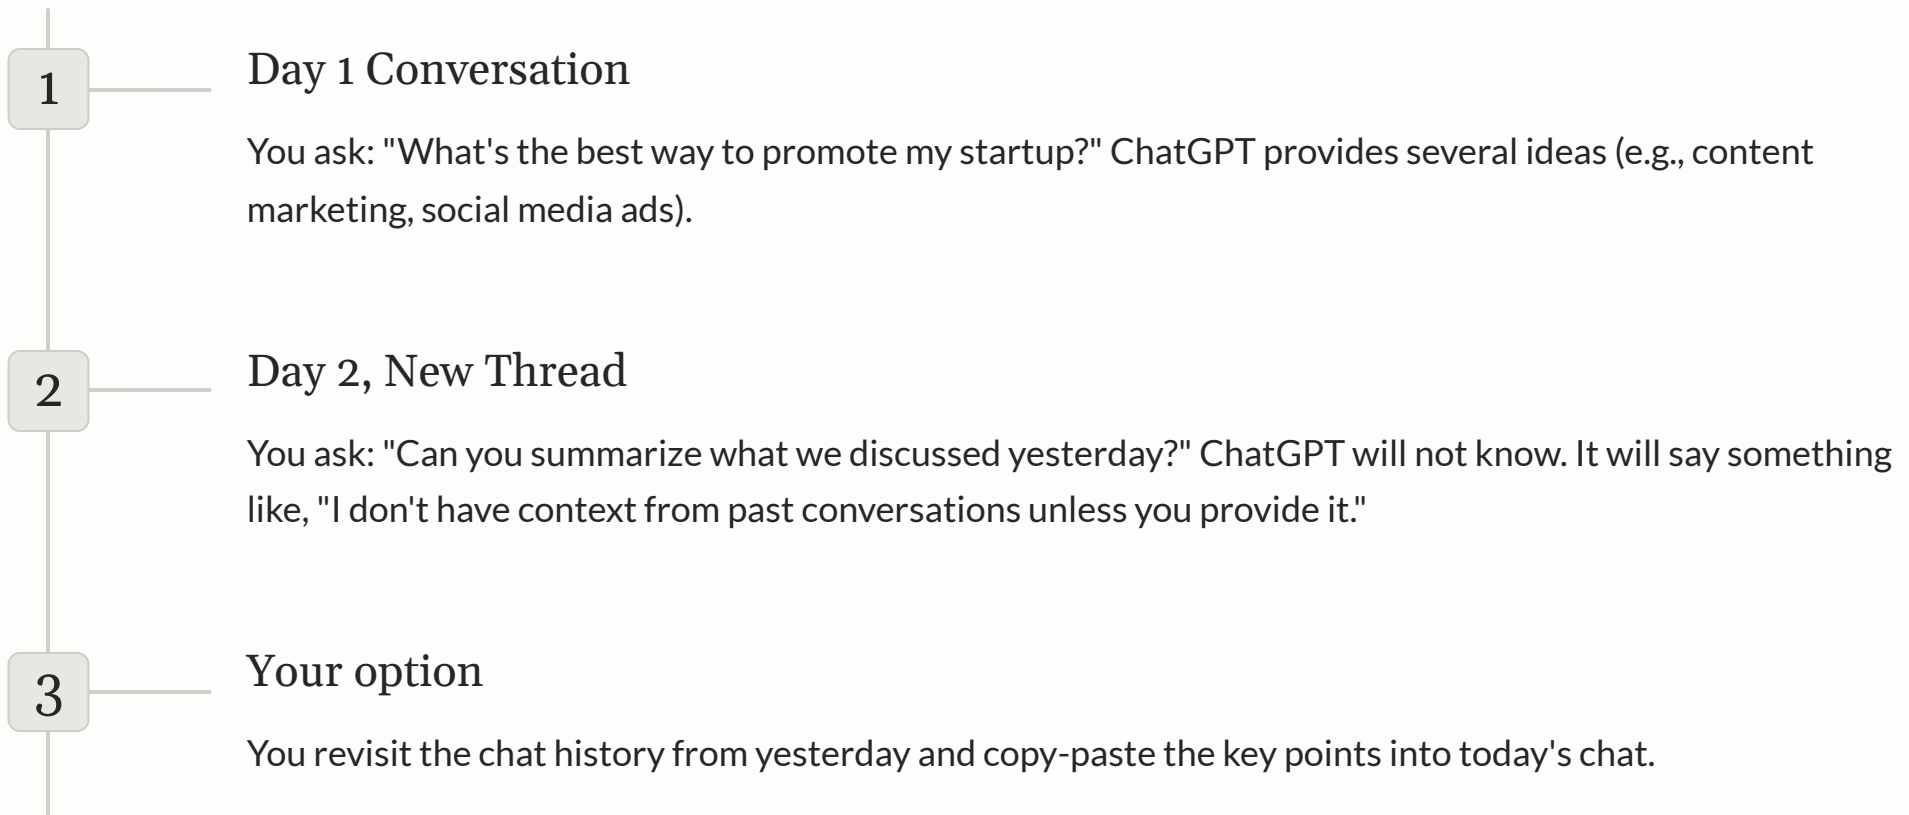 1
Day 1 Conversation
You ask: "What's the best way to promote my startup?" ChatGPT provides several ideas (e.g., content
marketing, social media ads).
2
Day 2, New Thread
You ask: "Can you summarize what we discussed yesterday?" ChatGPT will not know. It will say something
like, "I don't have context from past conversations unless you provide it."
3
Your option
You revisit the chat history from yesterday and copy-paste the key points into today's chat.